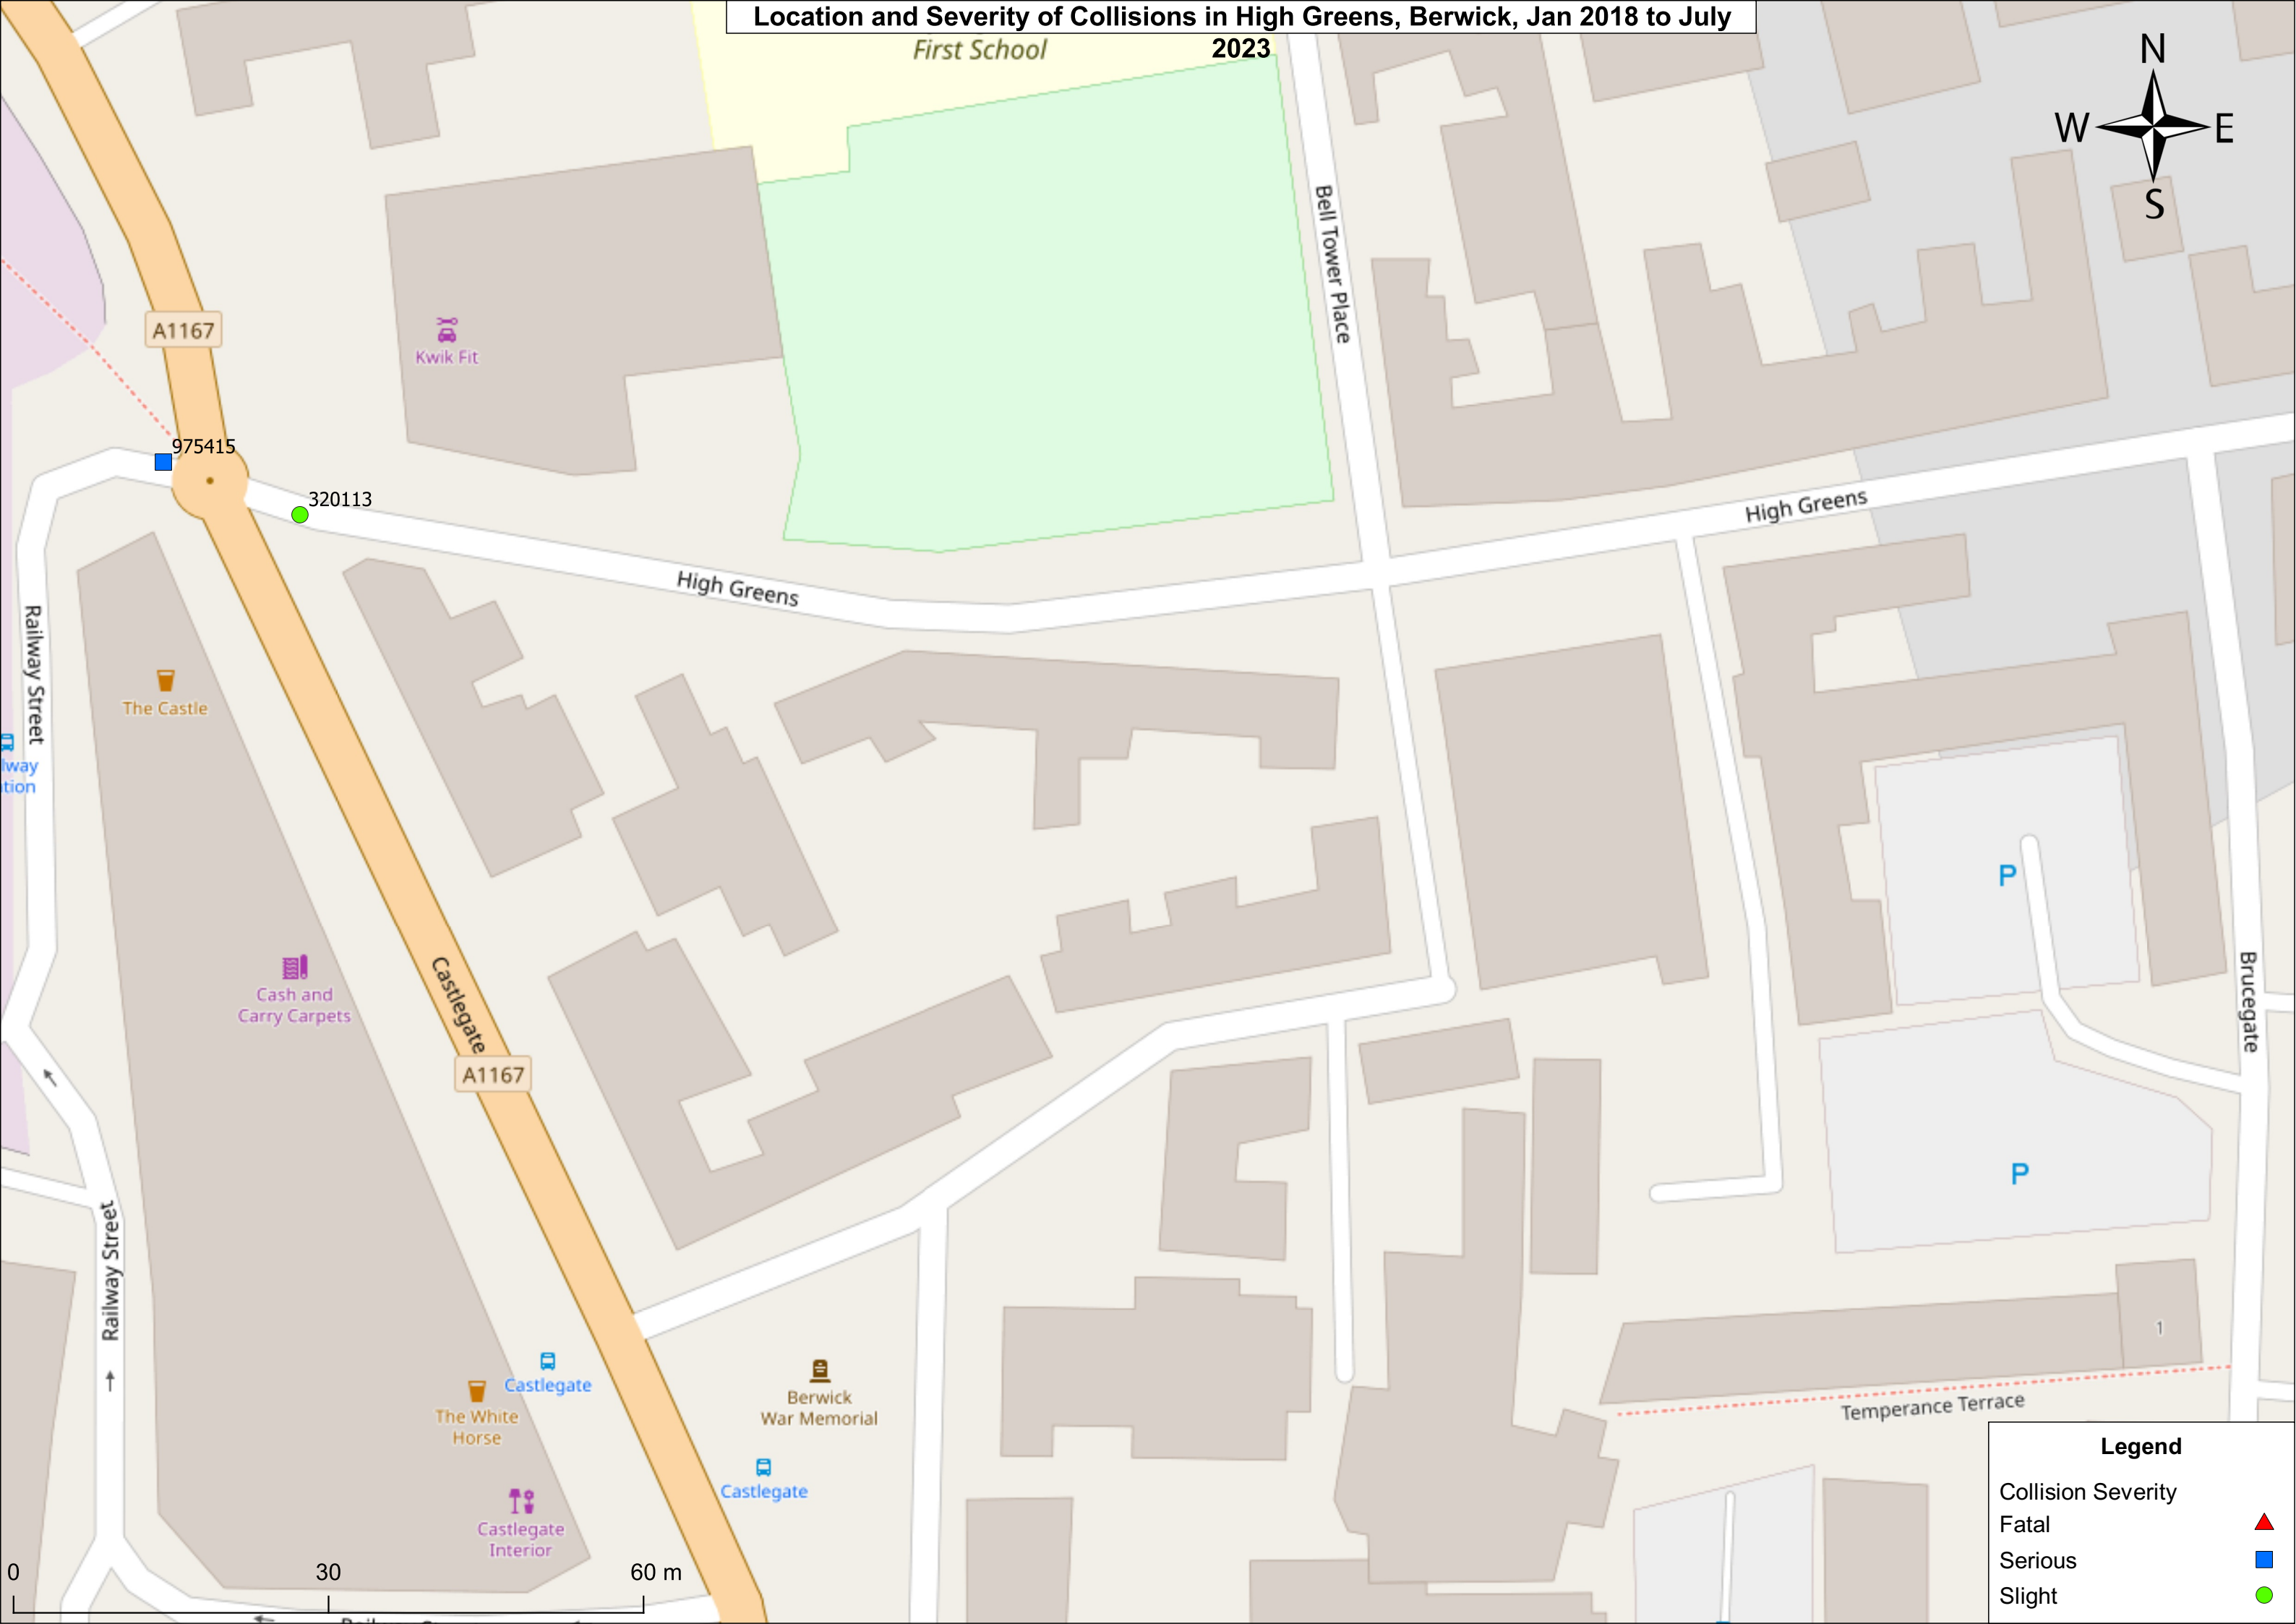 Location and Severity of Collisions in High Greens, Berwick, Jan 2018 to July
2023
First School
N
W E
S
Bell Tower Place
A1167
Kwik Fit
975415
320113
High Greens
High Greens
Railway Street
The Castle
lway
ation
P
Cash and
Carry Carpets
Castlegate
A1167
Brucegate
P
Railway Street
1
Castlegate
The White
Horse
Berwick
War Memorial
Temperance Terrace
Castlegate
Castlegate
Interior
Legend
Collision Severity
Fatal
Serious
Slight
0 30 60 m